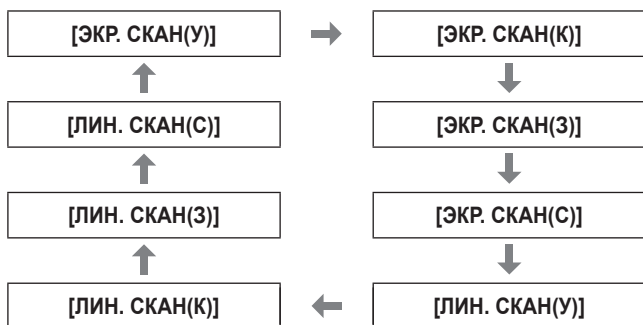 [ЭКР. СКАН(У)]
[ЭКР. СКАН(К)]
[ЛИН. СКАН(С)]
[ЭКР. СКАН(З)]
[ЛИН. СКАН(З)]
[ЭКР. СКАН(С)]
[ЛИН. СКАН(К)]
[ЛИН. СКАН(У)]